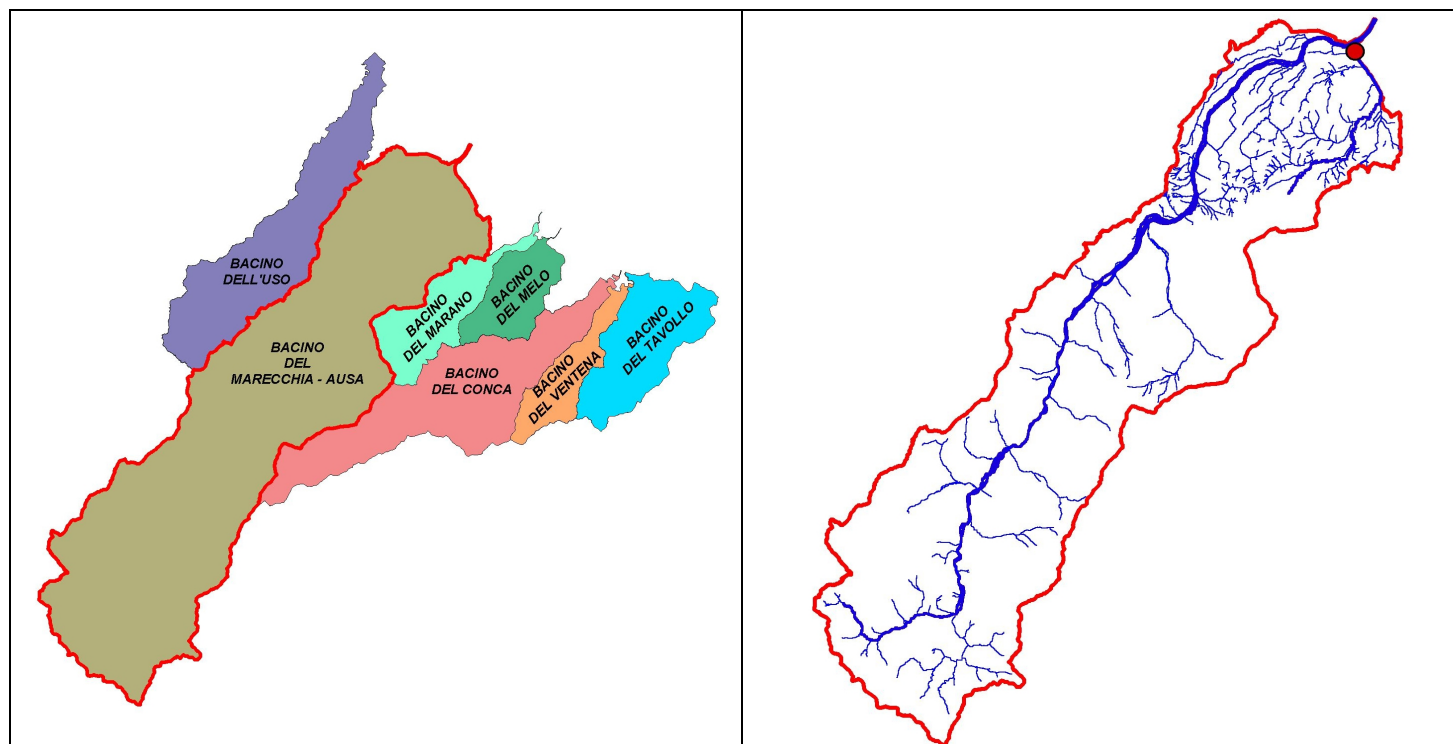 BACINO
DELL'USO
BACINO
DEL
MARECCHIA - AUSA
BACINO
DEL MARANO
BACINO
DEL MELO
BACINO
DEL CONCA
BACINO
DEL VENTENA
BACINO
DEL TAVOLLO